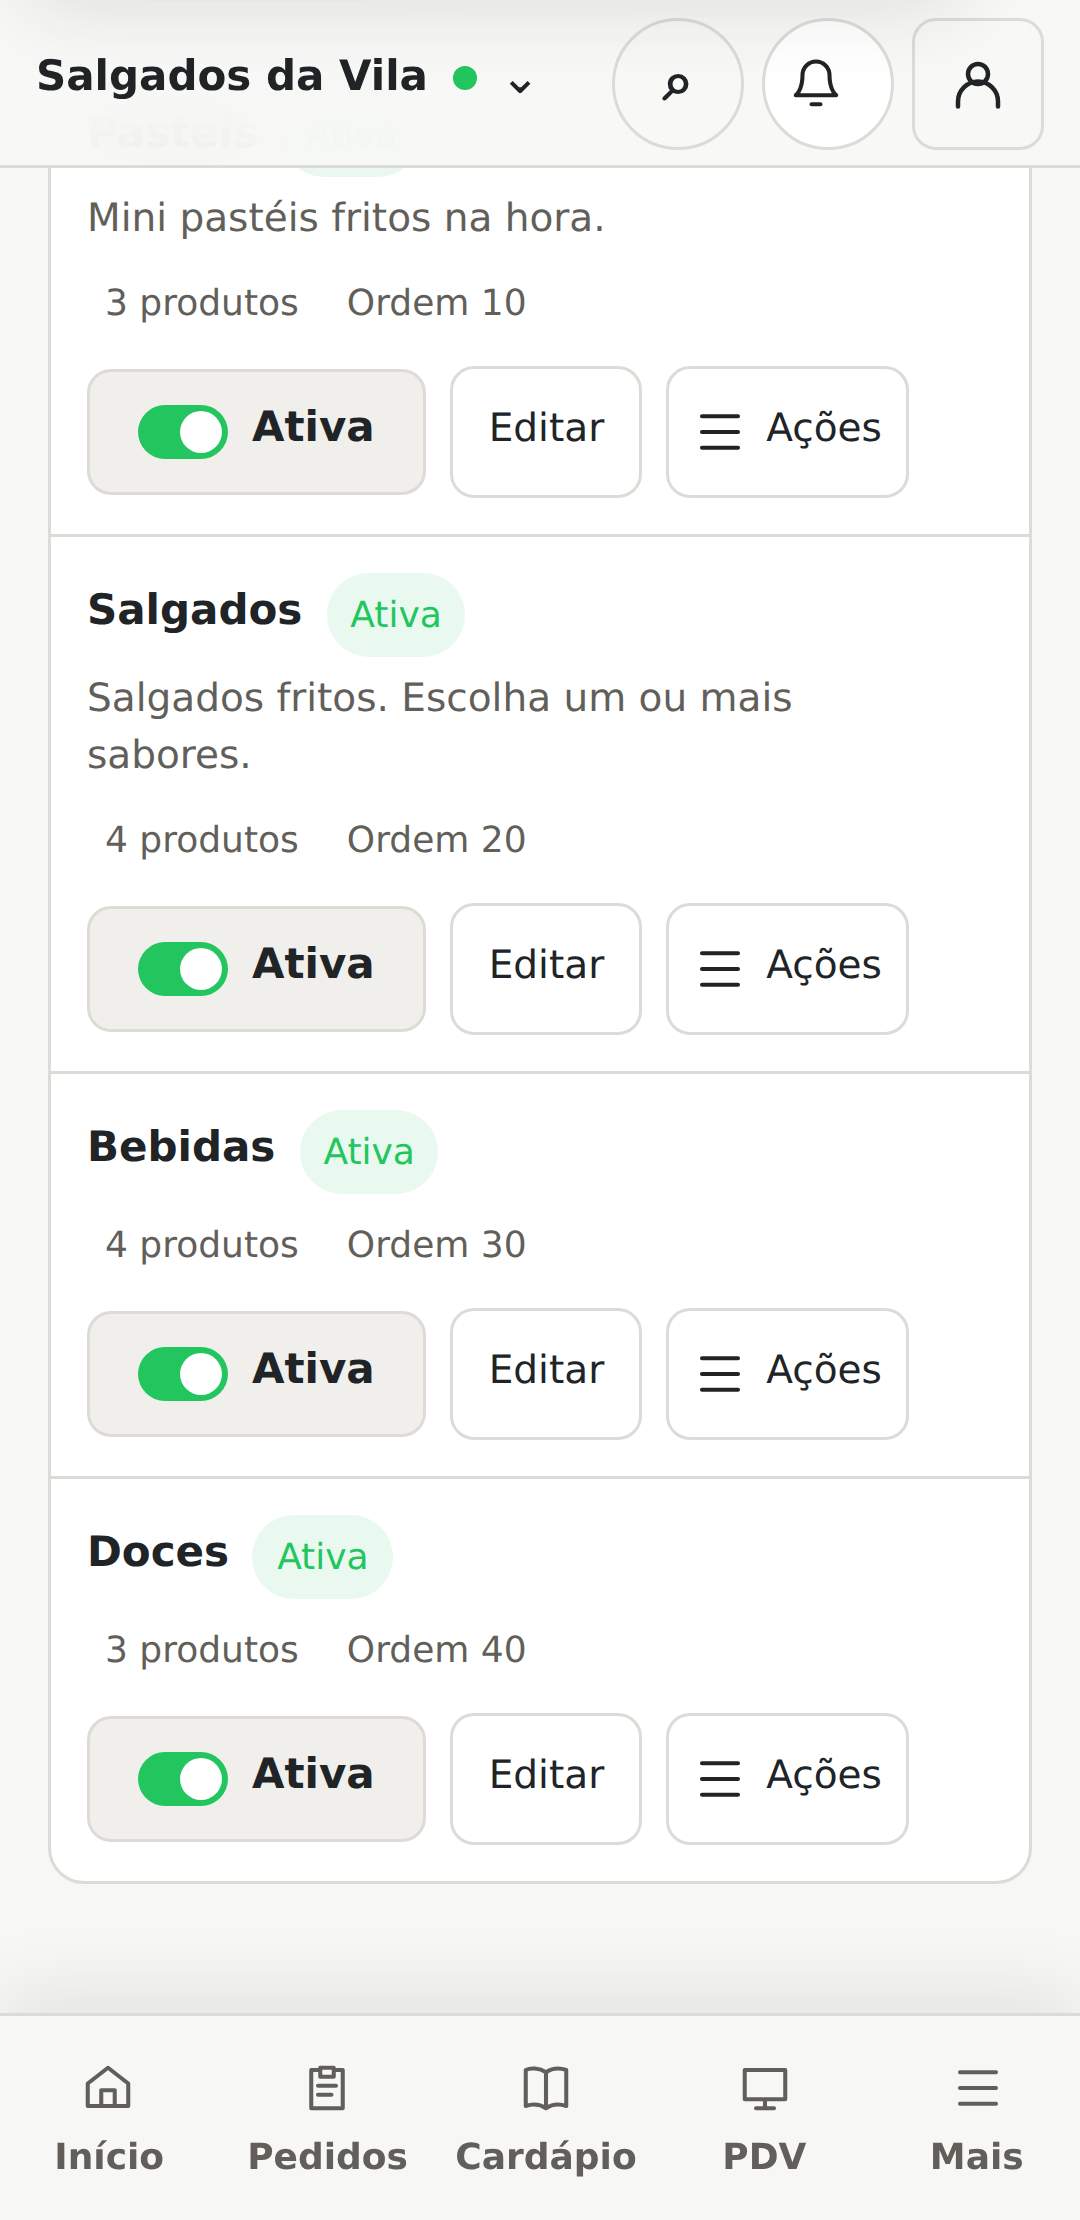 Salgados da Vila
Pasteis Ativa
Mini pastéis fritos na hora.
3 produtos Ordem 10
Ativa Editar Ações
Salgados Ativa
Salgados fritos. Escolha um ou mais
sabores.
4 produtos Ordem 20
Ativa Editar Ações
Bebidas Ativa
4 produtos Ordem 30
Ativa Editar Ações
Doces Ativa
3 produtos Ordem 40
Ativa Editar Ações
Início Pedidos Cardápio PDV Mais